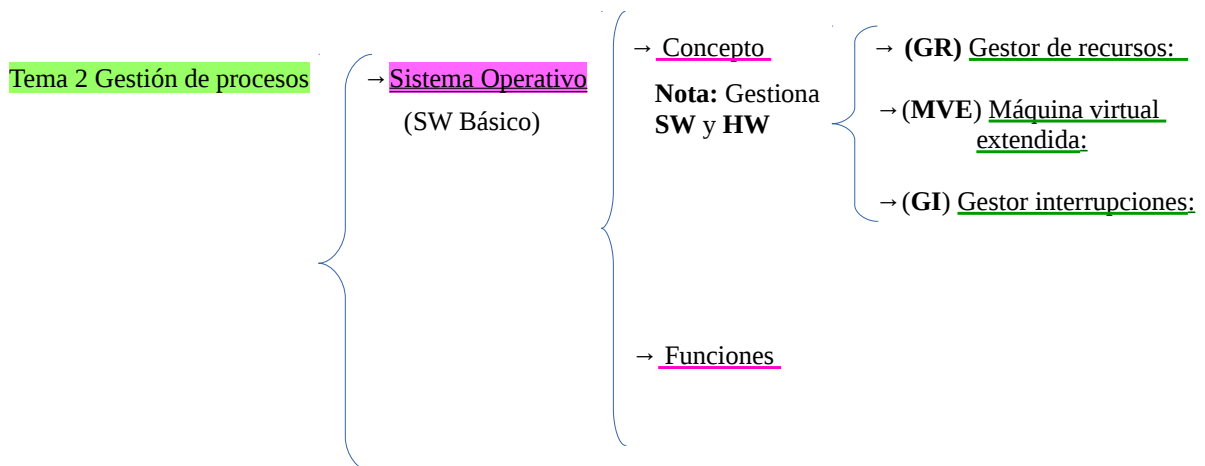 Tema 2 Gestión de procesos
→ Sistema Operativo
(SW Básico)
→ Concepto
Nota: Gestiona
SW y HW
→ (GR) Gestor de recursos:
→ (MVE) Máquina virtual
extendida:
→ (GI) Gestor interrupciones:
→ Funciones